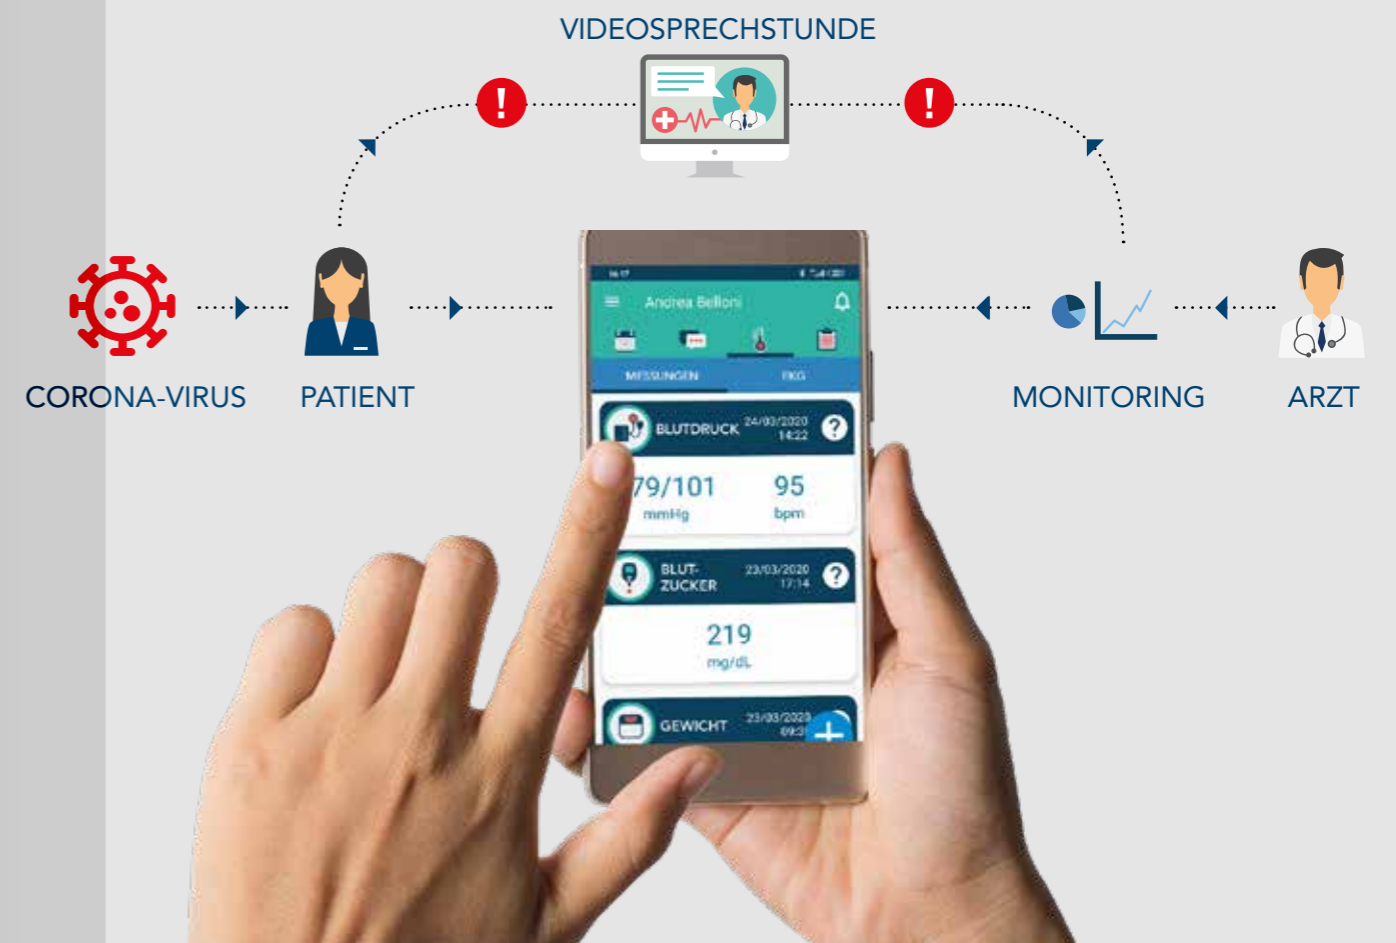 VIDEOSPRECHSTUNDE
!
!
Andrea Belloni
MESSUNGEN
EKG
BLUTDRUCK
24/03/2020
14:22
?
79/101
mmHg
95
bpm
BLUT-
ZUCKER
23/03/2020
17:14
?
219
mg/dL
GEWICHT
23/03/2020
CORONA-VIRUS
PATIENT
MONITORING
ARZT